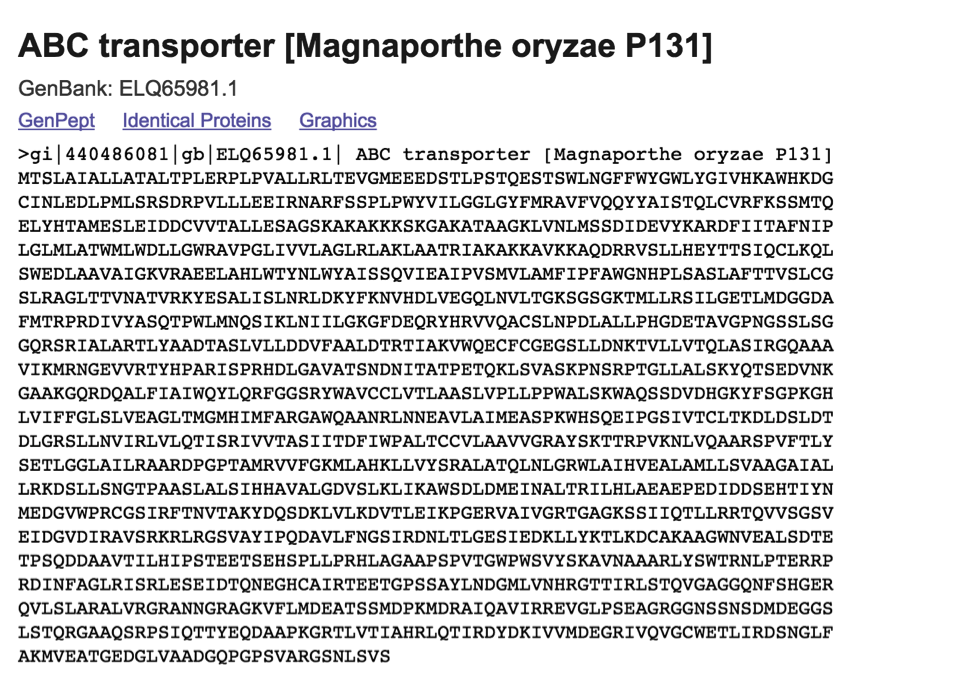 ABC transporter [Magnaporthe oryzae P131]
GenBank: ELQ65981.1
GenPept Identical Proteins Graphics
>gi|440486081|gb|ELQ65981.1| ABC transporter [Magnaporthe oryzae P131]
MTSLAIALLATALTPLERPLPVALLRLTEVGMEEEDSTLPSTQESTSWLNGFFWYGWLYGIVHKAWHKDG
CINLEDLPMLSRSDRPVLLLEEIRNARFSSPLPWYVILGGLGYFMRAVFVQQYYAISTQLCVRFKSSMTQ
ELYHTAMESLEIDDCVVTALLESAGSKAKAKKKSKGAKATAAGKLVNLMSSDIDEVYKARDFIITAFNIP
LGLMLATWMLWDLLGWRAVPGLIVVLAGLRLAKLAATRIAKAKKAVKKAQDRRVSLLHEYTTSIQCLKQL
SWEDLAAVAIGKVRAEELAHLWTYNLWYAISSQVIEAIPVSMVLAMFIPFAWGNHPLSASLAFTTVSLCG
SLRAGLTTVNATVRKYESALISLNRLDKYFKNVHDLVEGQLNVLTGKSGSGKTMLLRSILGETLMDGGDA
FMTRPRDIVYASQTPWLMNQSIKLNIILGKGFDEQRYHRVVQACSLNPDLALLPHGDETAVGPNGSSLSG
GQRSRIALARTLYAADTASLVLLDDVFAALDTRTIAKVWQECFCGEGSLLDNKTVLLVTQLASIRGQAAA
VIKMRNGEVVRTYHPARISPRHDLGAVATSNDNITATPETQKLSVASKPNSRPTGLLALSKYQTSEDVNK
GAAKGQRDQALFIAIWQYLQRFGGSRYWAVCCLVTLAASLVPLLPPWALSKWAQSSDVDHGKYFSGPKGH
LVIFFGLSLVEAGLTMGMHIMFARGAWQAANRLNNEAVLAIMEASPKWHSQEIPGSIVTCLTKDLDSLDT
DLGRSLLNVIRLVLQTISRIVVTASIITDFIWPALTCCVLAAVVGRAYSKTTRPVKNLVQAARSPVFTLY
SETLGGLAILRAARDPGPTAMRVVFGKMLAHKLLVYSRALATQLNLGRWLAIHVEALAMLLSVAAGAIAL
LRKDSLLSNGTPAASLALSIHHAVALGDVSLKLIKAWSDLDMEINALTRILHLAEAEPEDIDDSEHTIYN
MEDGVWPRCGSIRFTNVTAKYDQSDKLVLKDVTLEIKPGERVAIVGRTGAGKSSIIQTLLRRTQVVSGSV
EIDGVDIRAVSRKRLRGSVAYIPQDAVLFNGSIRDNLTLGESIEDKLLYKTLKDCAKAAGWNVEALSDTE
TPSQDDAAVTILHIPSTEETSEHSPLLPRHLAGAAPSPVTGWPWSVYSKAVNAAARLYSWTRNLPTERRP
RDINFAGLRISRLESEIDTQNEGHCAIRTEETGPSSAYLNDGMLVNHRGTTIRLSTQVGAGGQNFSHGER
QVLSLARALVRGRANNGRAGKVFLMDEATSSMDPKMDRAIQAVIRREVGLPSEAGRGGNSSNSDMDEGGS
LSTQRGAAQSRPSIQTTYEQDAAPKGRTLVTIAHRLQTIRDYDKIVVMDEGRIVQVGCWETLIRDSNGLF
AKMVEATGEDGLVAADGQPGPSVARGSNLSVS